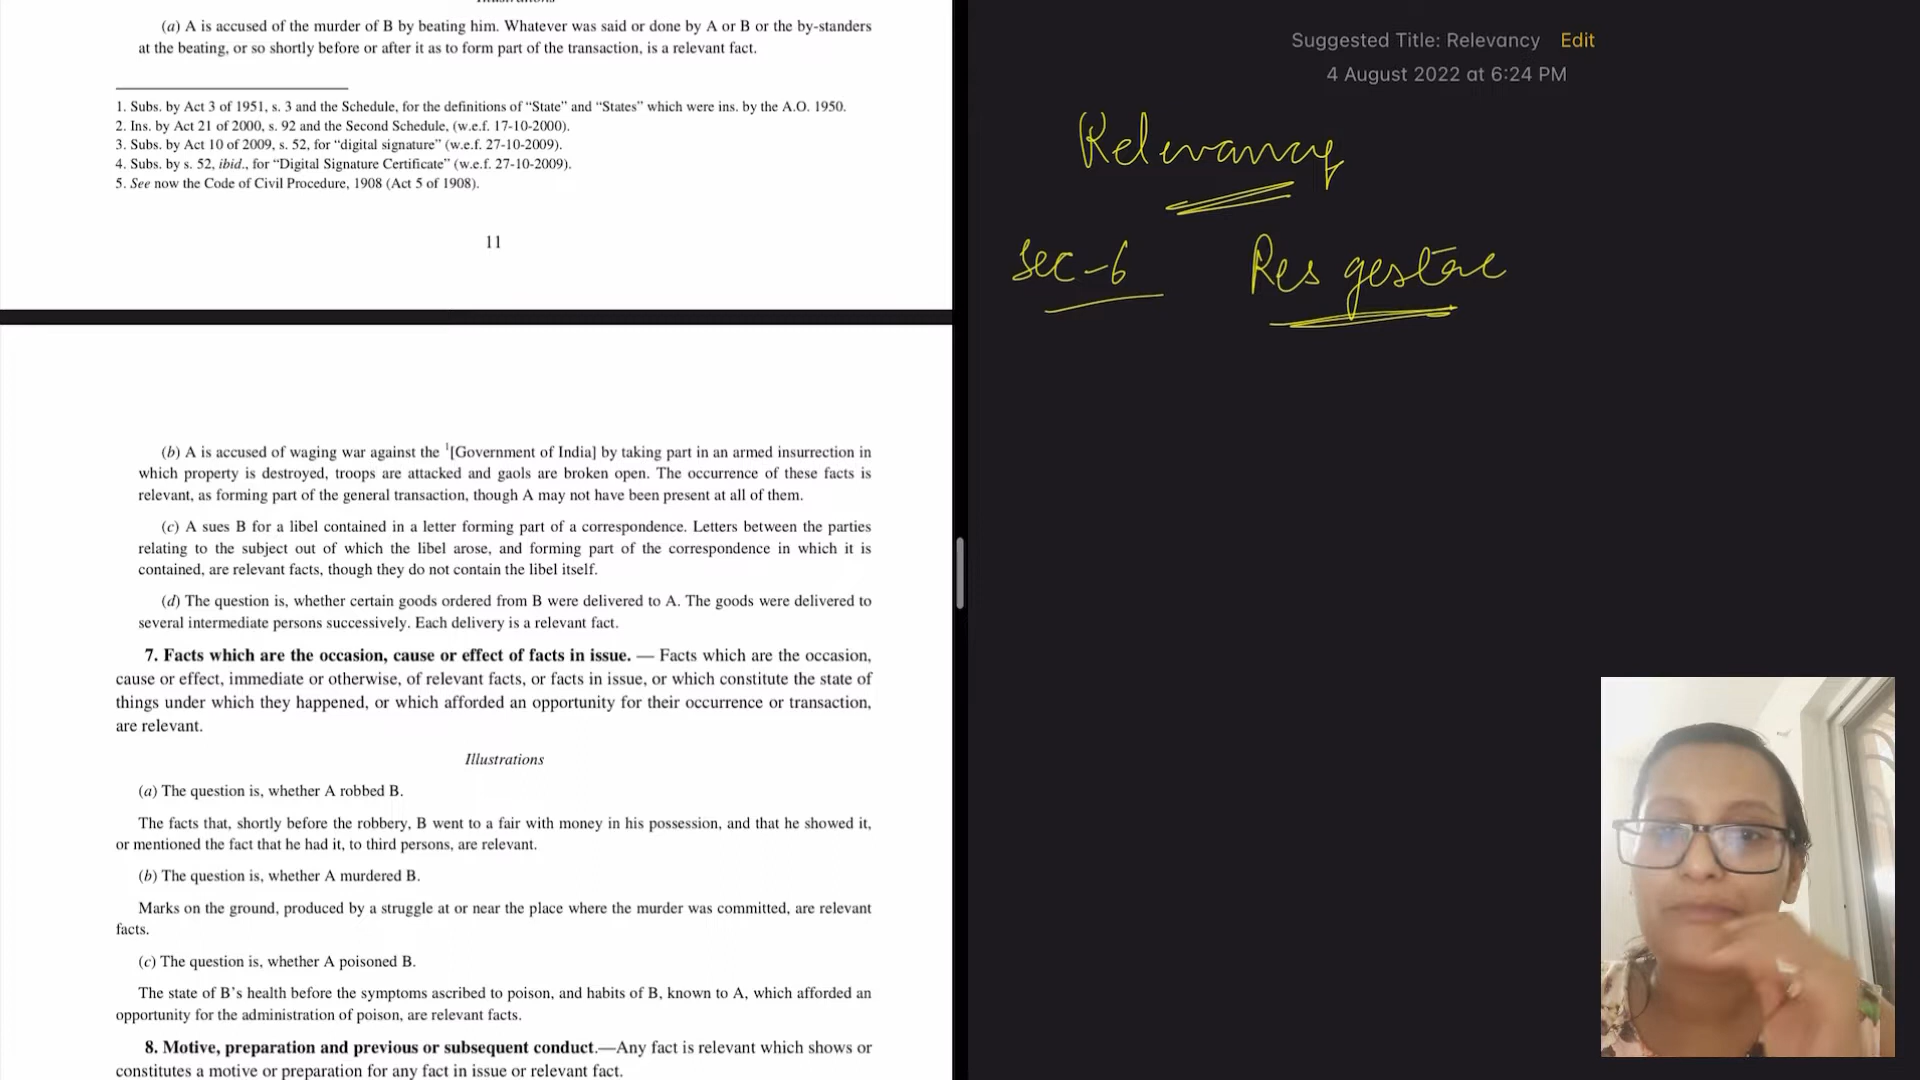 (a) A is accused of the murder of B by beating him. Whatever was said or done by A or B or the by-standers
at the beating, or so shortly before or after it as to form part of the transaction, is a relevant fact.
1. Subs. by Act 3 of 1951, s. 3 and the Schedule, for the definitions of “State” and “States” which were ins. by the A.O. 1950.
2. Ins. by Act 21 of 2000, s. 92 and the Second Schedule, (w.e.f. 17-10-2000).
3. Subs. by Act 10 of 2009, s. 52, for “digital signature” (w.e.f. 27-10-2009).
4. Subs. by s. 52, ibid., for “Digital Signature Certificate” (w.e.f. 27-10-2009).
5. See now the Code of Civil Procedure, 1908 (Act 5 of 1908).
11
(b) A is accused of waging war against the 1[Government of India] by taking part in an armed insurrection in
which property is destroyed, troops are attacked and gaols are broken open. The occurrence of these facts is
relevant, as forming part of the general transaction, though A may not have been present at all of them.
(c) A sues B for a libel contained in a letter forming part of a correspondence. Letters between the parties
relating to the subject out of which the libel arose, and forming part of the correspondence in which it is
contained, are relevant facts, though they do not contain the libel itself.
(d) The question is, whether certain goods ordered from B were delivered to A. The goods were delivered to
several intermediate persons successively. Each delivery is a relevant fact.
7. Facts which are the occasion, cause or effect of facts in issue. — Facts which are the occasion,
cause or effect, immediate or otherwise, of relevant facts, or facts in issue, or which constitute the state of
things under which they happened, or which afforded an opportunity for their occurrence or transaction,
are relevant.
Illustrations
(a) The question is, whether A robbed B.
The facts that, shortly before the robbery, B went to a fair with money in his possession, and that he showed it,
or mentioned the fact that he had it, to third persons, are relevant.
(b) The question is, whether A murdered B.
Marks on the ground, produced by a struggle at or near the place where the murder was committed, are relevant
facts.
(c) The question is, whether A poisoned B.
The state of B’s health before the symptoms ascribed to poison, and habits of B, known to A, which afforded an
opportunity for the administration of poison, are relevant facts.
8. Motive, preparation and previous or subsequent conduct.—Any fact is relevant which shows or
constitutes a motive or preparation for any fact in issue or relevant fact.
Suggested Title: Relevancy Edit
4 August 2022 at 6:24 PM
Relevancy
Sec-6 Res gestae